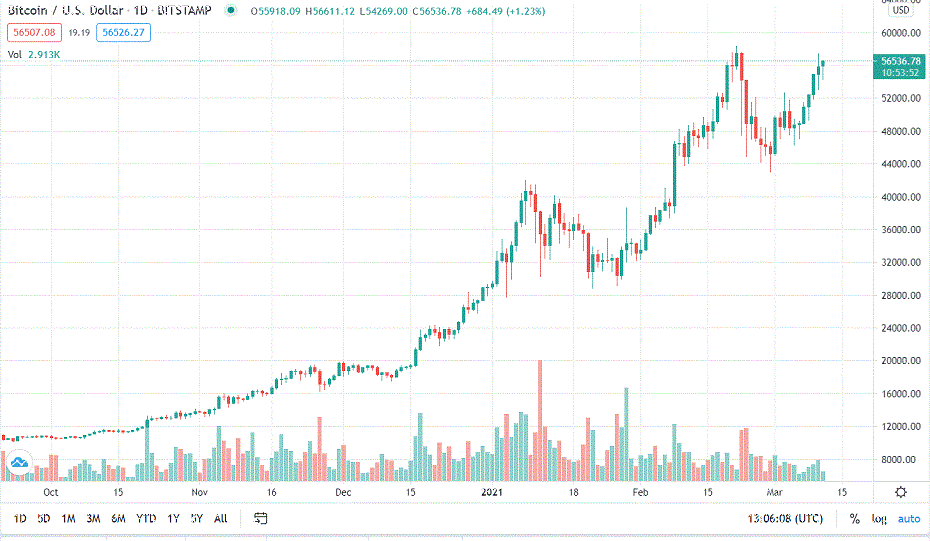 Bitcoin / U.S. Dollar · 1D · BITSTAMP O55918.09 H56611.12 L54269.00 C56536.78 +684.49 (+1.23%)
USD
56507.08 19.19 56526.27
Vol 2.913K
60000.00
56536.78
10:53:52
52000.00
48000.00
44000.00
40000.00
36000.00
32000.00
28000.00
24000.00
20000.00
16000.00
12000.00
8000.00
Oct 15 Nov 16 Dec 15 2021 18 Feb 15 Mar 15
1D 5D 1M 3M 6M YTD 1Y 5Y All 13:06:08 (UTC) % log auto